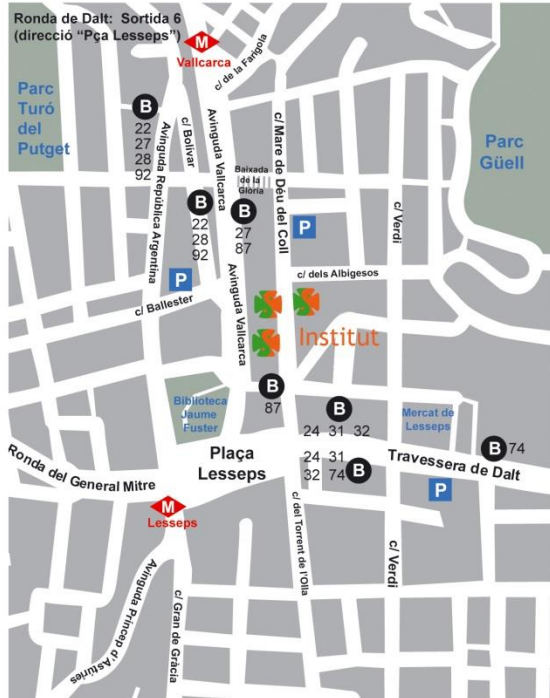 Ronda de Dalt: Sortida 6
(direcció “Pça Lesseps”)
M
Vallcarca
c/ de la Farigola
Parc
Turó
del
Putget
B
22
27
28
92
Avinguda República Argentina
c/ Bolívar
Avinguda Vallcarca
c/ Mare de Déu del Coll
Parc
Güell
Baixada
de la
Glòria
B
22
28
92
B
27
87
P
c/ Verdi
P
c/ Ballester
Avinguda Vallcarca
c/ dels Albigesos
Institut
Biblioteca
Jaume
Fuster
B
87
B
24 31 32
Mercat de
Lesseps
B 74
Plaça
Lesseps
24 31
32 74 B
Travessera de Dalt
P
Ronda del General Mitre
M
Lesseps
c/ del Torrent de l'Olla
c/ Verdi
Avinguda Príncep d'Astúries
c/ Gran de Gràcia